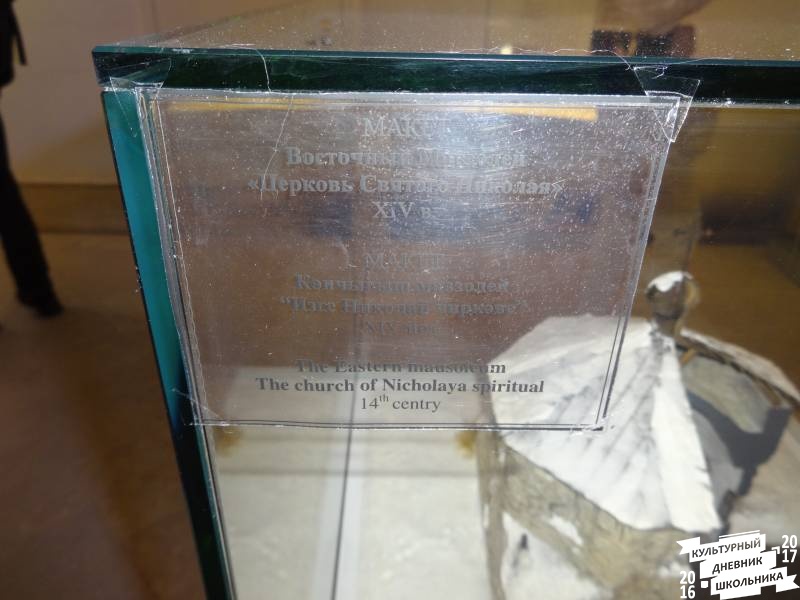 МАКЕТ
Восточный мавзолей
«Церковь Святого Николая»
XIV в.
МАКЕТ
Көнчыгыш
“Изге Николай чиркәве”
The Eastern mausoleum
The church of Nicholaya spiritual
14th centry
КУЛЬТУРНЫЙ
ДНЕВНИК
ШКОЛЬНИКА
2016
2017